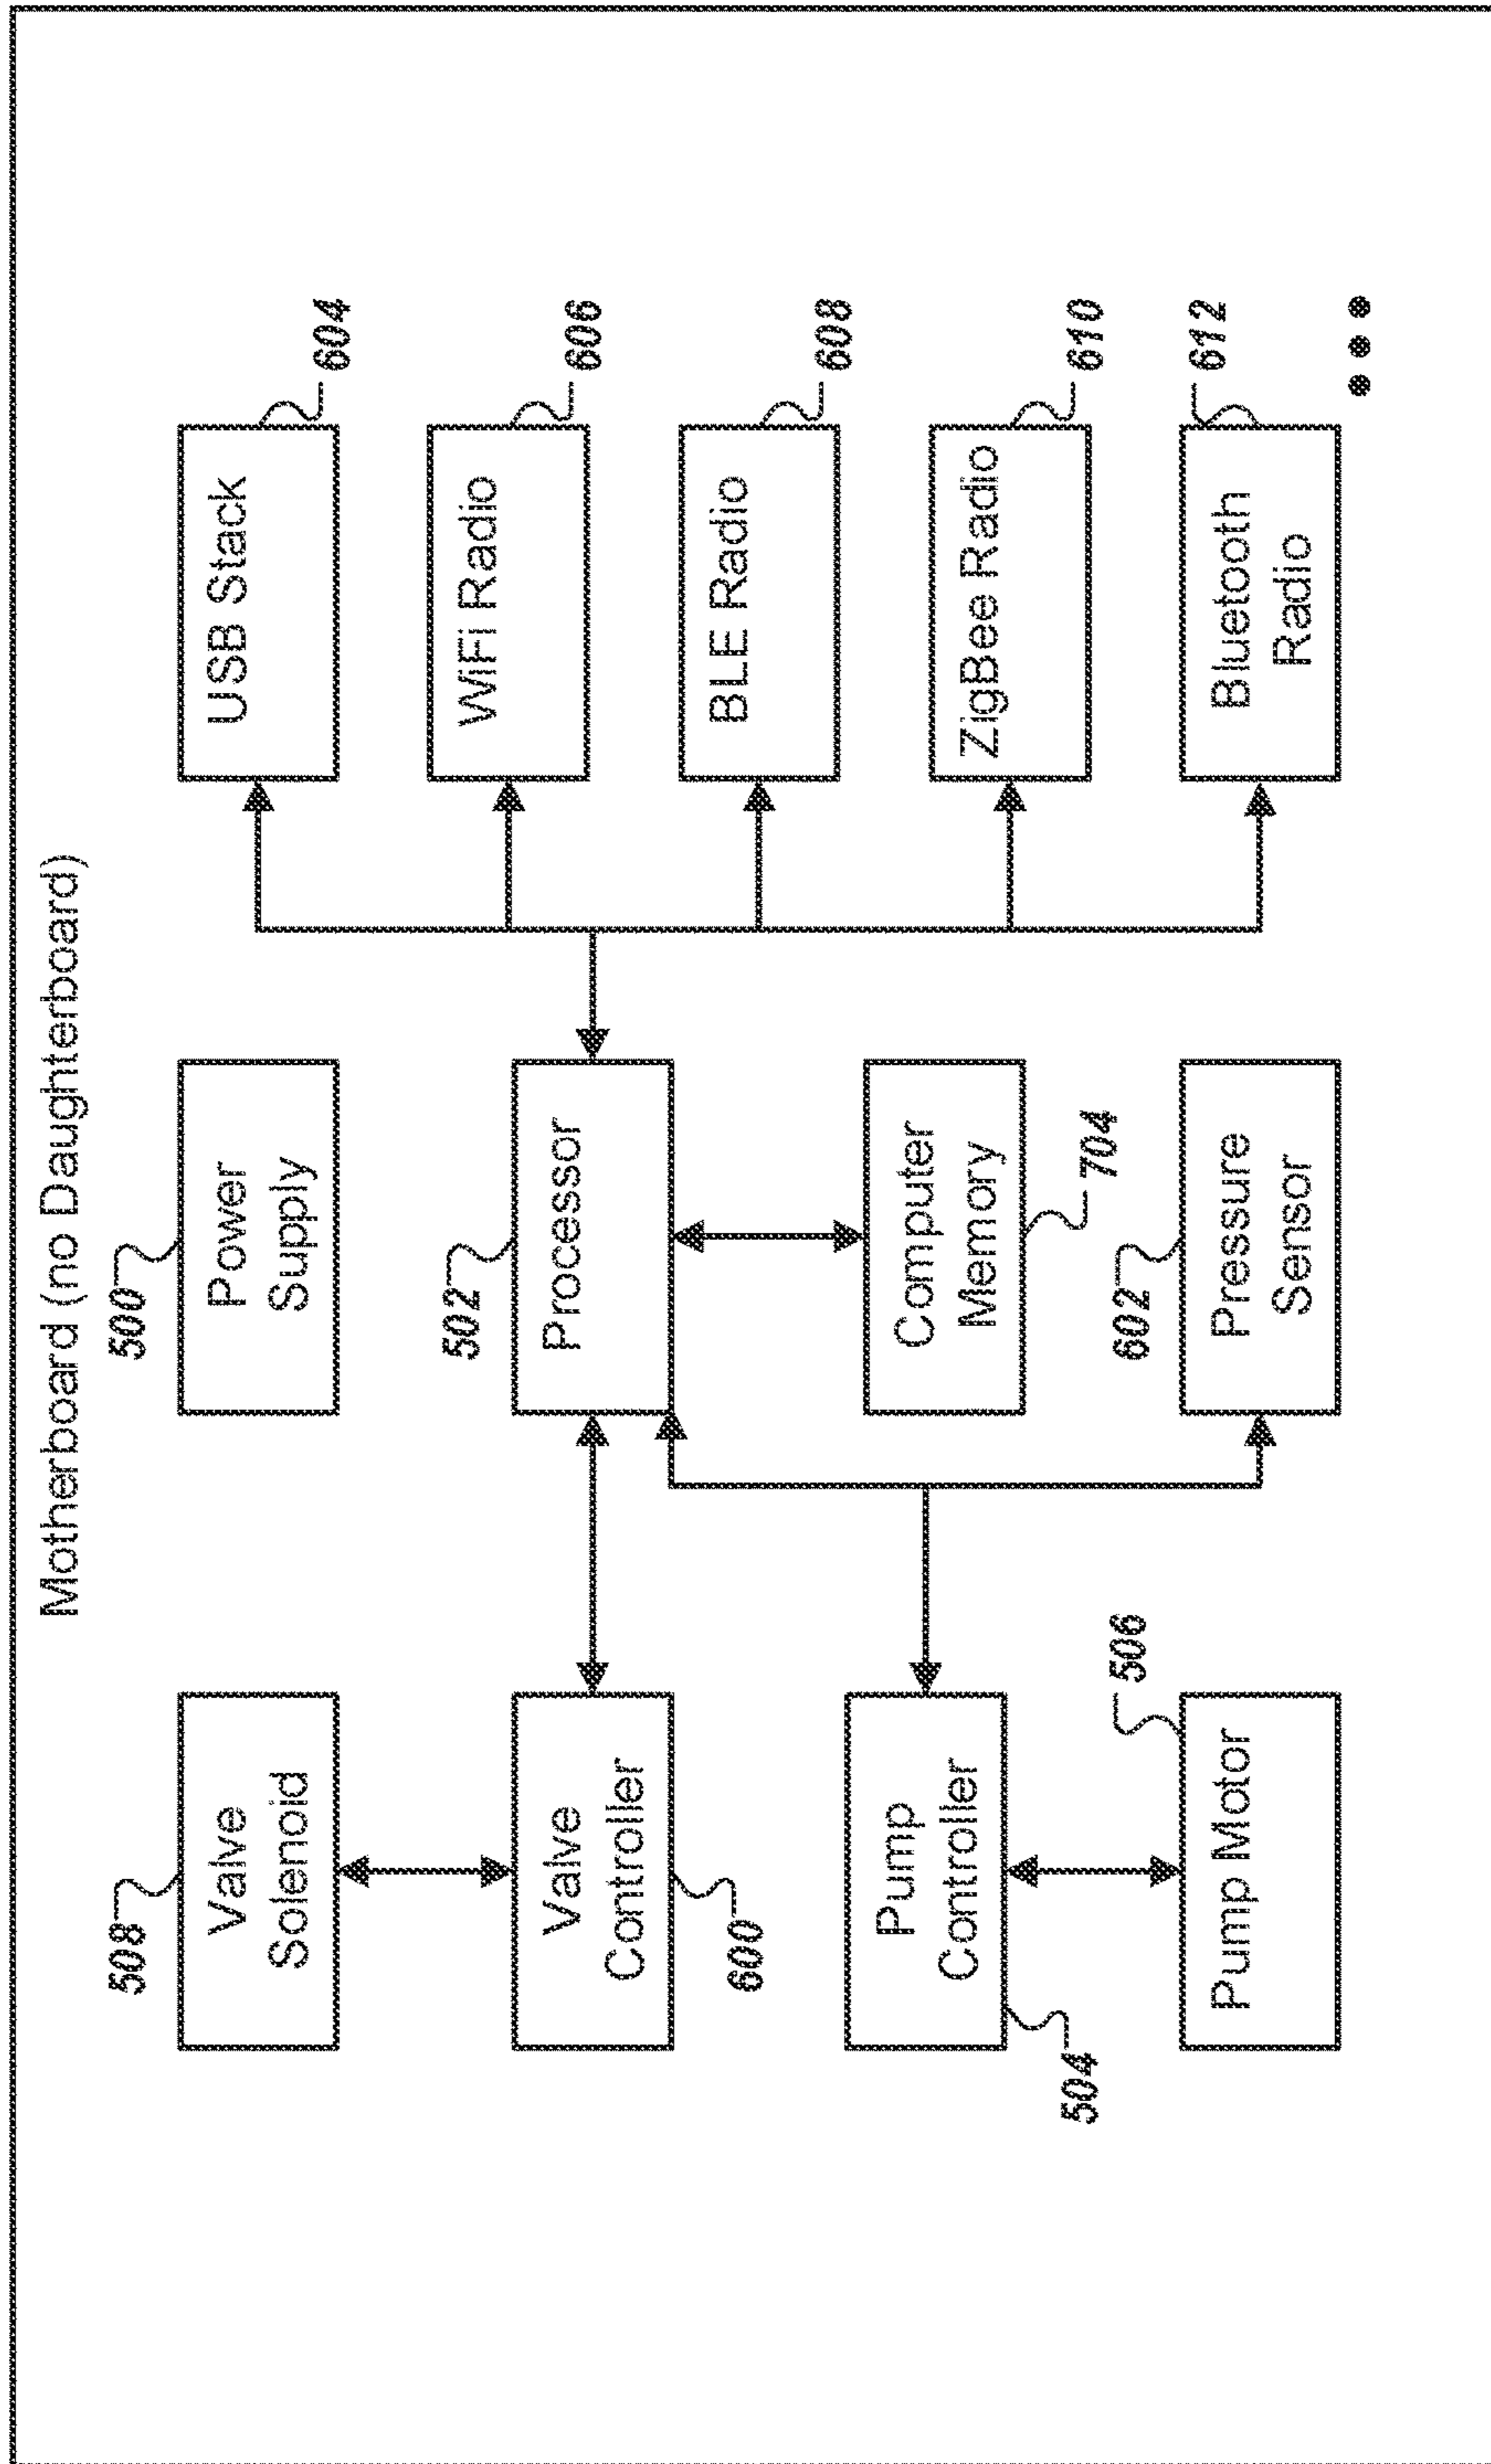 Motherboard (no Daughterboard)
508
Valve
Solenoid
500
Power
Supply
USB Stack
604
Valve
Controller
600
502
Processor
WiFi Radio
606
BLE Radio
608
Pump
Controller
504
Computer
Memory
704
ZigBee Radio
610
506
Pump Motor
602
Pressure
Sensor
612
Bluetooth
Radio